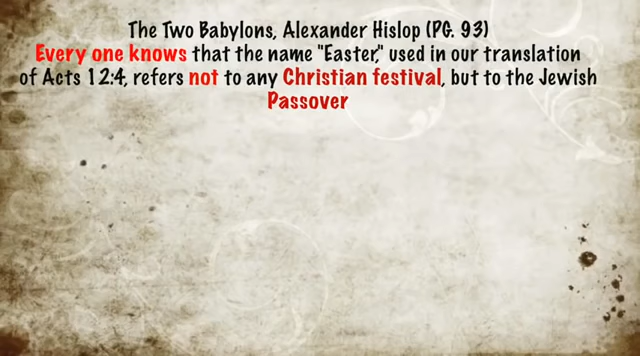 The Two Babylons, Alexander Hislop (PG. 93)
Every one knows that the name "Easter," used in our translation
of Acts 12:4, refers not to any Christian festival, but to the Jewish
Passover